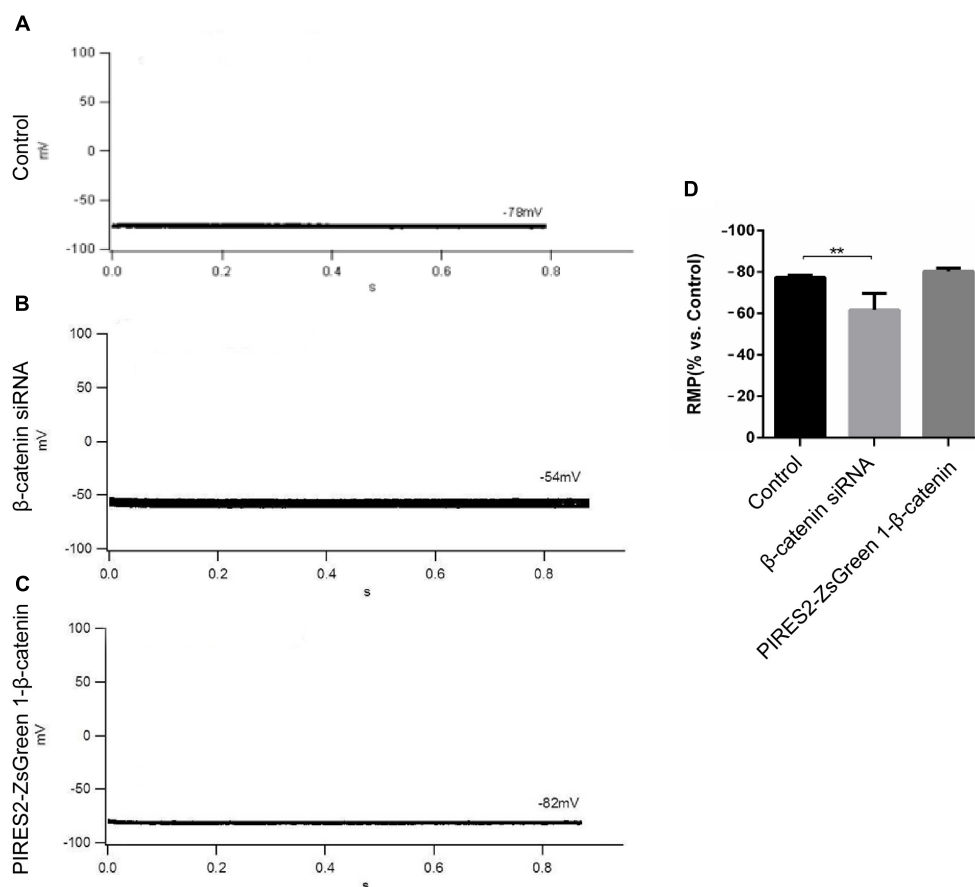 A
Control
mV
100
50
0
-50
-100
-78mV
0.0 0.2 0.4 0.6 0.8
s
B
β-catenin siRNA
mV
100
50
0
-50
-100
-54mV
0.0 0.2 0.4 0.6 0.8
s
C
PIRES2-ZsGreen 1-β-catenin
mV
100
50
0
-50
-100
-82mV
0.0 0.2 0.4 0.6 0.8
s
D
RMP(% vs. Control)
-100
-80
-60
-40
-20
0
**
Control
β-catenin siRNA
PIRES2-ZsGreen 1-β-catenin